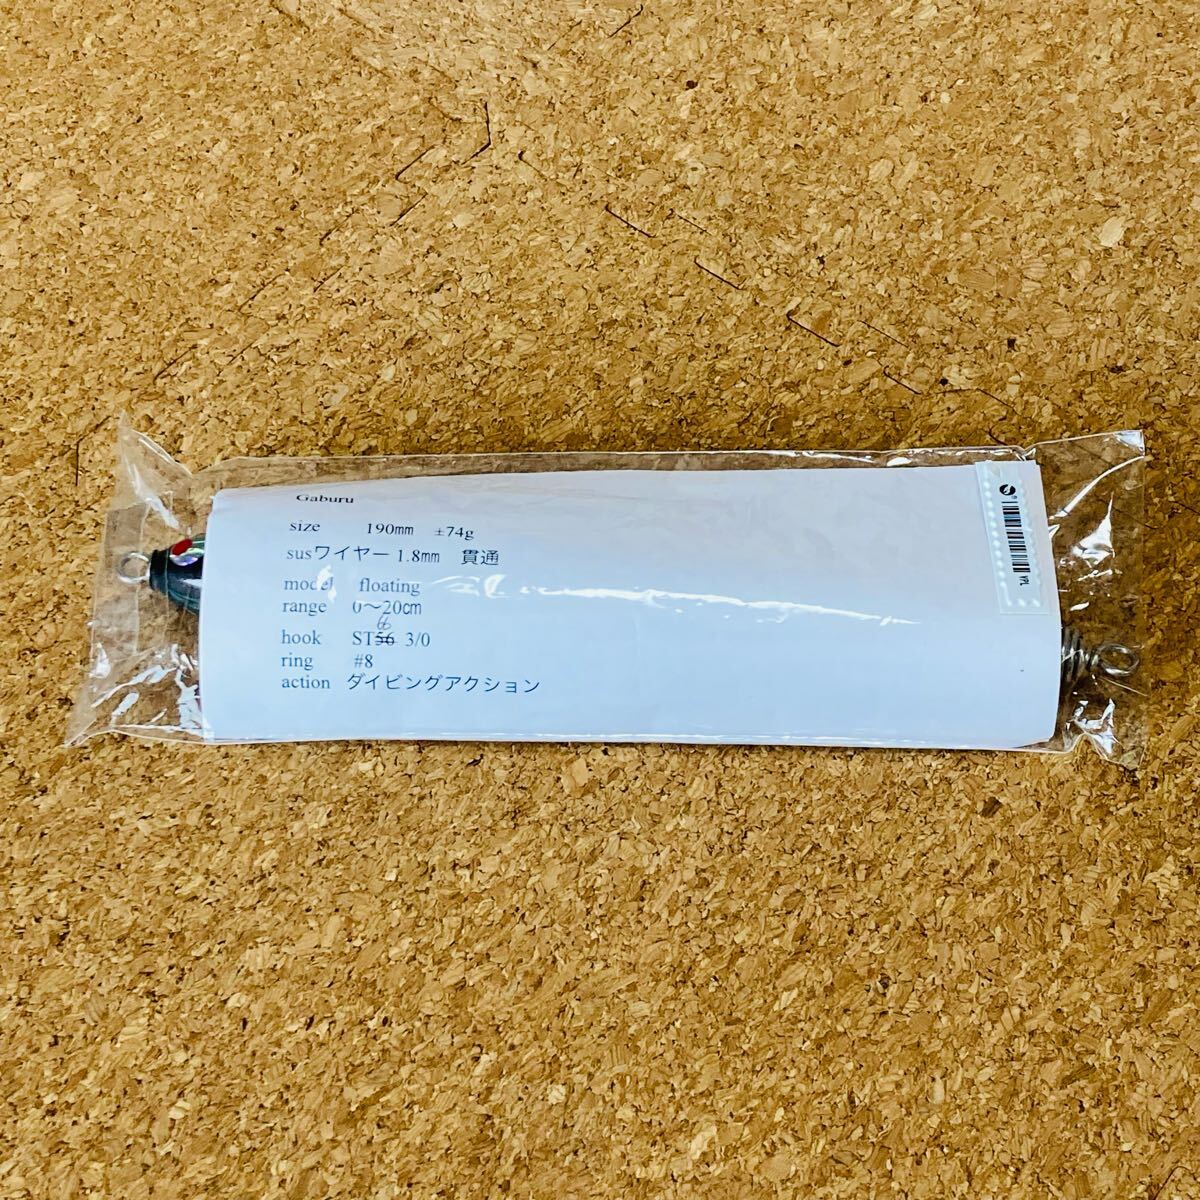 Gaburu
size 190㎜ ±74g
susワイヤー 1.8㎜ 貫通
model floating
range 0〜20㎝
6
hook ST56 3/0
ring #8
action ダイビングアクション